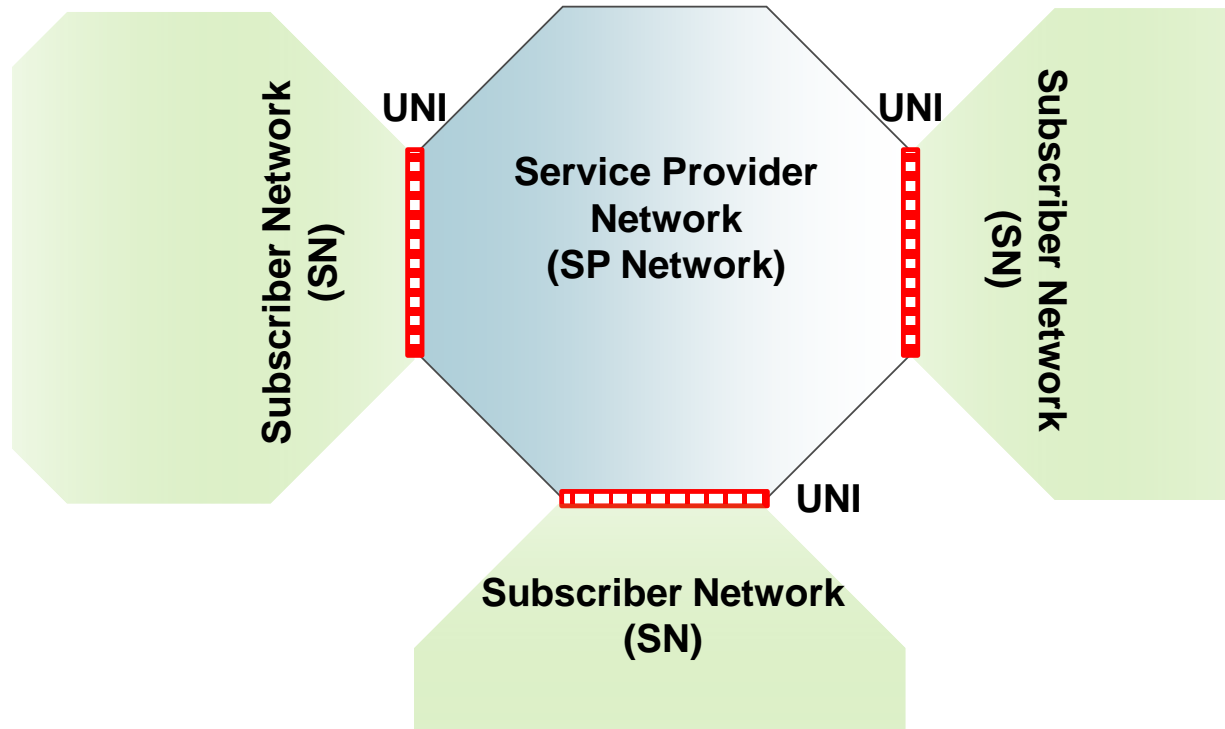 UNI
UNI
Service Provider
Network
(SP Network)
Subscriber Network
(SN)
Subscriber Network
(SN)
UNI
Subscriber Network
(SN)